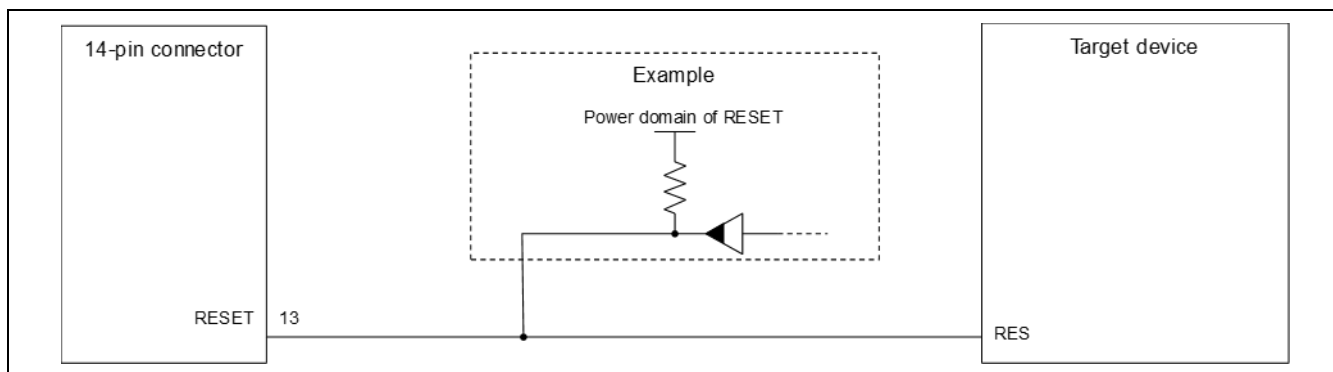 14-pin connector
Target device
Example
Power domain of RESET
RESET 13
RES